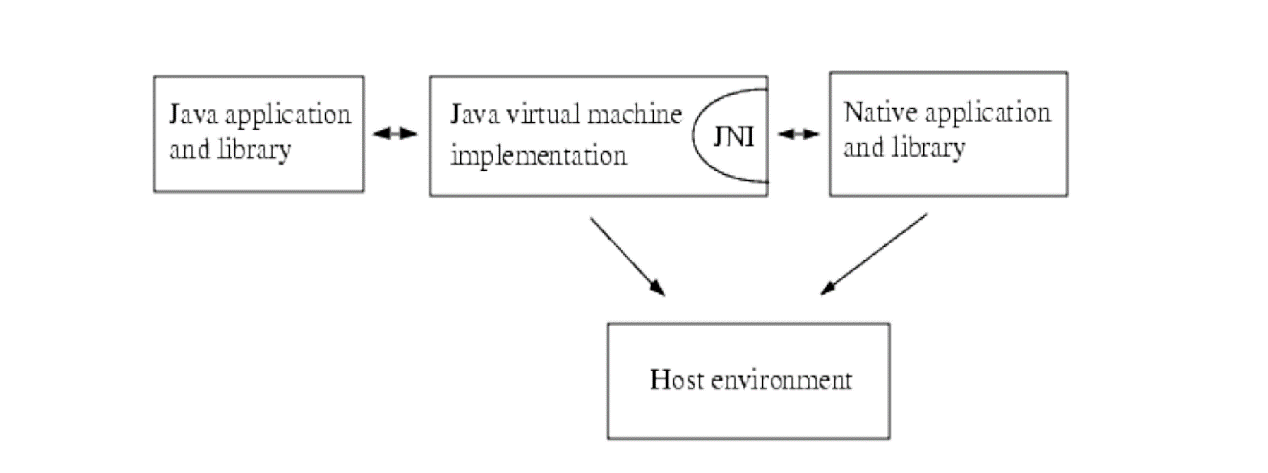 Java application
and library
Java virtual machine
implementation
JNI
Native application
and library
Host environment